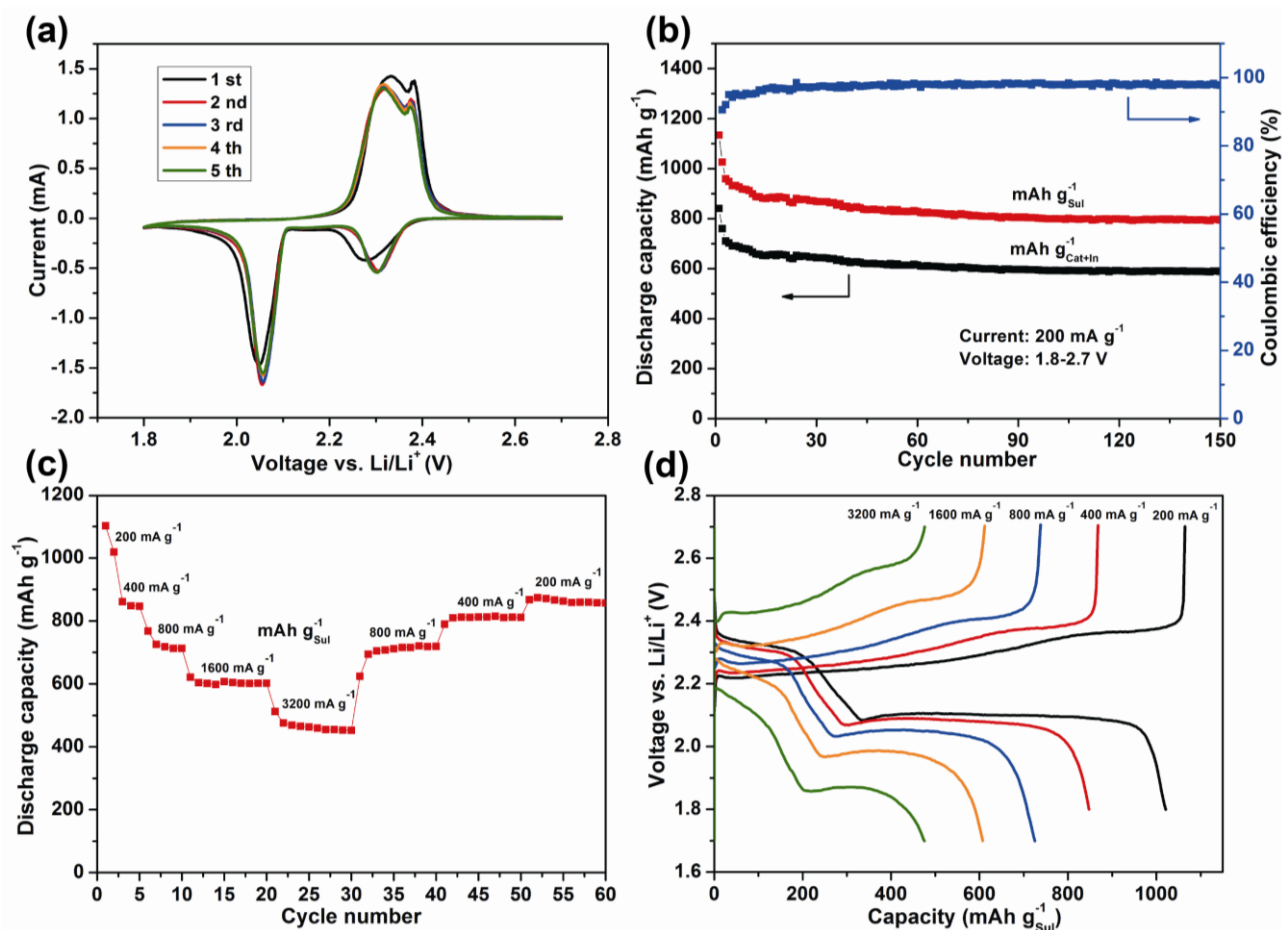 (a)
1.5
1.0
0.5
0.0
-0.5
-1.0
-1.5
-2.0
Current (mA)
1 st
2 nd
3 rd
4 th
5 th
1.8 2.0 2.2 2.4 2.6 2.8
Voltage vs. Li/Li⁺ (V)
(b)
1400
1200
1000
800
600
400
200
0
Discharge capacity (mAh g⁻¹)
mAh g⁻¹Sul
mAh g⁻¹Cat+In
Current: 200 mA g⁻¹
Voltage: 1.8-2.7 V
100
80
60
40
20
0
Coulombic efficiency (%)
0 30 60 90 120 150
Cycle number
(c)
1200
1000
800
600
400
200
0
Discharge capacity (mAh g⁻¹)
200 mA g⁻¹
400 mA g⁻¹
800 mA g⁻¹
1600 mA g⁻¹
3200 mA g⁻¹
mAh g⁻¹Sul
800 mA g⁻¹
400 mA g⁻¹
200 mA g⁻¹
0 5 10 15 20 25 30 35 40 45 50 55 60
Cycle number
(d)
2.8
2.6
2.4
2.2
2.0
1.8
1.6
Voltage vs. Li/Li⁺ (V)
3200 mA g⁻¹ 1600 mA g⁻¹ 800 mA g⁻¹ 400 mA g⁻¹ 200 mA g⁻¹
0 200 400 600 800 1000
Capacity (mAh g⁻¹Sul)